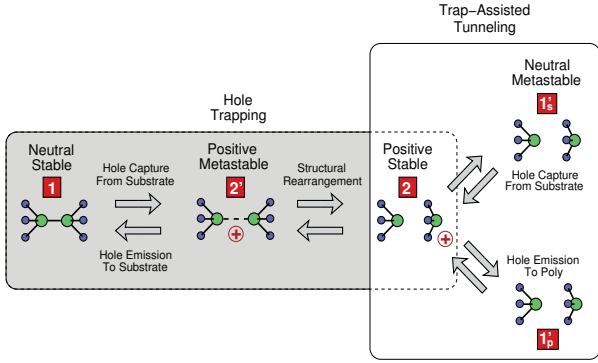 Trap-Assisted
Tunneling
Neutral
Metastable
1's
Hole Capture
From Substrate
Hole
Trapping
Neutral
Stable
1
Hole Capture
From Substrate
Hole Emission
To Substrate
Positive
Metastable
2'
+
Structural
Rearrangement
Positive
Stable
2
+
Hole Emission
To Poly
1'p